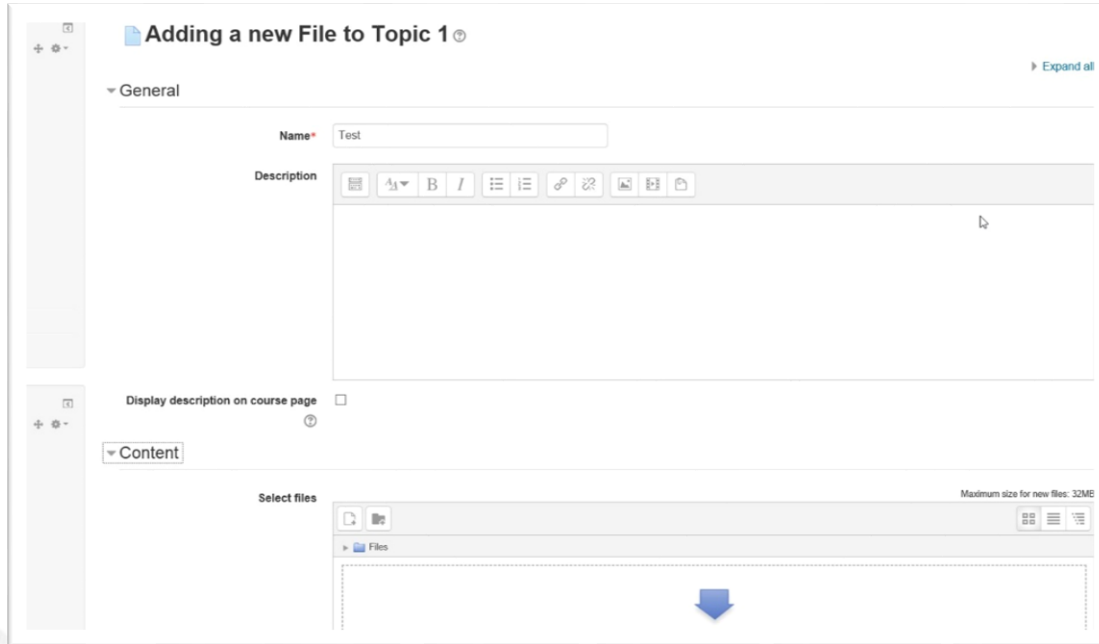 Adding a new File to Topic 1
Expand all
General
Name*
Test
Description
Display description on course page
Content
Select files
Maximum size for new files: 32MB
Files